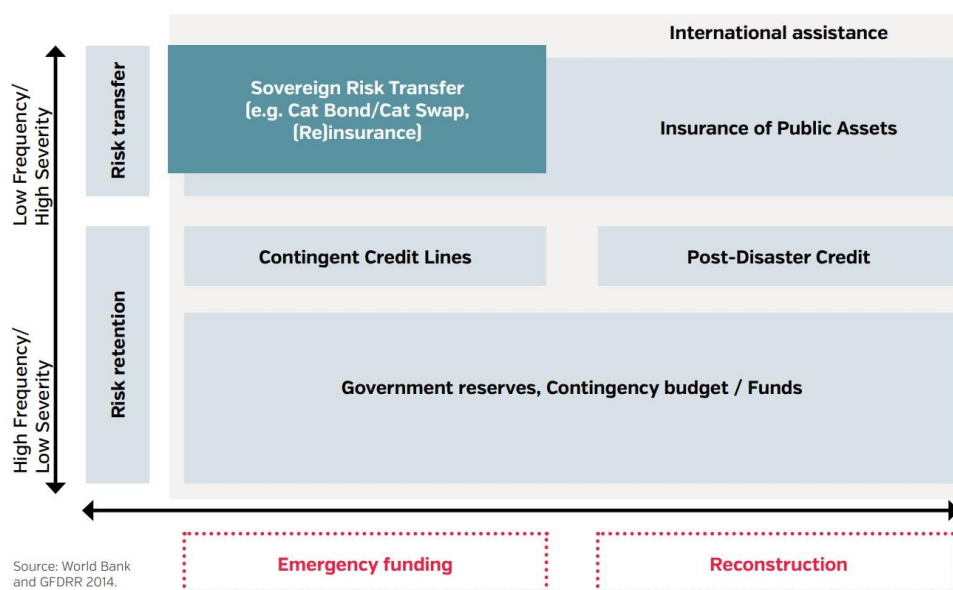 International assistance
Low Frequency/
High Severity
Risk transfer
Sovereign Risk Transfer
(e.g. Cat Bond/Cat Swap,
(Re)insurance)
Insurance of Public Assets
High Frequency/
Low Severity
Risk retention
Contingent Credit Lines
Post-Disaster Credit
Government reserves, Contingency budget / Funds
Emergency funding
Reconstruction
Source: World Bank
and GFDRR 2014.